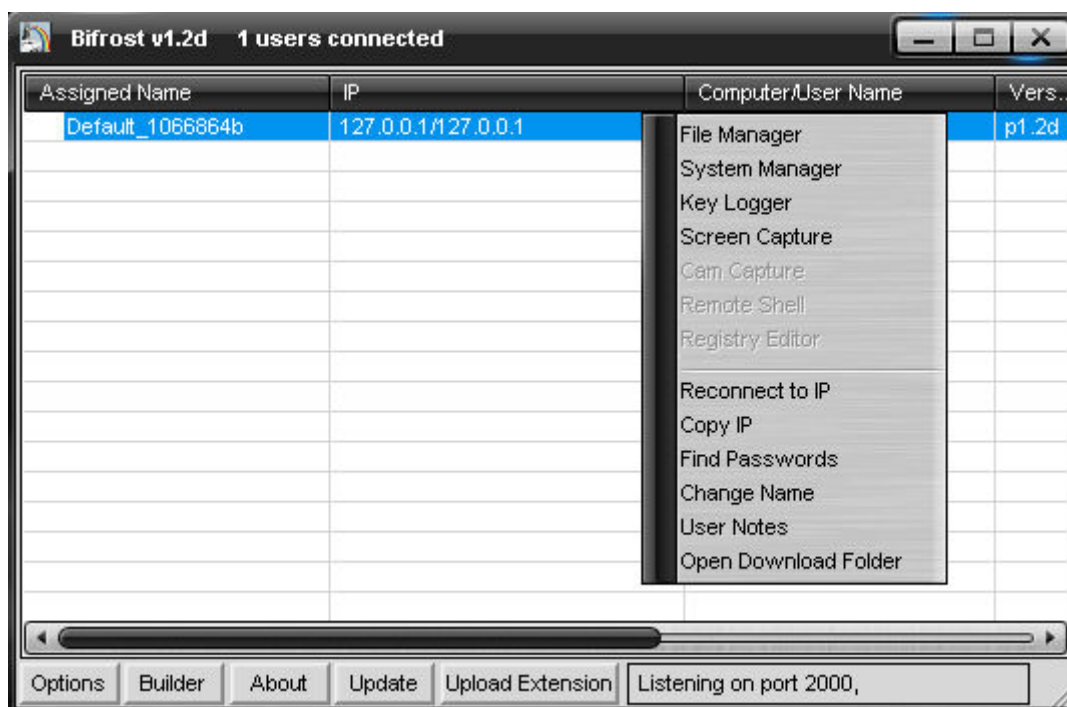 Bifrost v1.2d 1 users connected
Assigned Name IP Computer/User Name Vers..
Default_1066864b 127.0.0.1/127.0.0.1 p1.2d
File Manager
System Manager
Key Logger
Screen Capture
Cam Capture
Remote Shell
Registry Editor
Reconnect to IP
Copy IP
Find Passwords
Change Name
User Notes
Open Download Folder
Options Builder About Update Upload Extension Listening on port 2000,